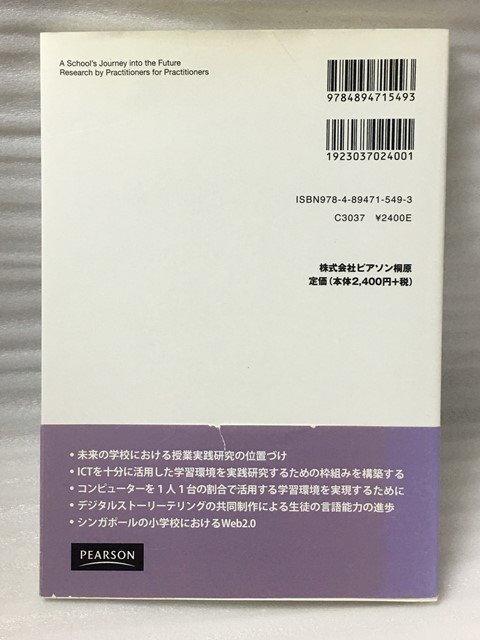 A School's Journey into the Future
Research by Practitioners for Practitioners
9784894715493
1923037024001
ISBN978-4-89471-549-3
C3037 ¥2400E
株式会社ピアソン桐原
定価(本体2,400円+税)
• 未来の学校における授業実践研究の位置づけ
• ICTを十分に活用した学習環境を実践研究するための枠組みを構築する
• コンピューターを1人1台の割合で活用する学習環境を実現するために
• デジタルストーリーテリングの共同制作による生徒の言語能力の進歩
• シンガポールの小学校におけるWeb2.0
PEARSON